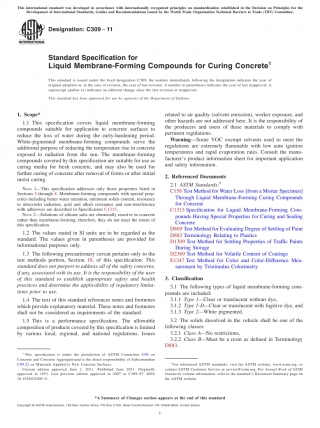 This international standard was developed in accordance with internationally recognized principles on standardization established in the Decision on Principles for the
Development of International Standards, Guides and Recommendations issued by the World Trade Organization Technical Barriers to Trade (TBT) Committee.
Designation: C309 – 11
INTERNATIONAL
Standard Specification for
Liquid Membrane-Forming Compounds for Curing Concrete¹
This standard is issued under the fixed designation C309; the number immediately following the designation indicates the year of
original adoption or, in the case of revision, the year of last revision. A number in parentheses indicates the year of last reapproval. A
superscript epsilon (ε) indicates an editorial change since the last revision or reapproval.
This standard has been approved for use by agencies of the Department of Defense.
1. Scope*
1.1 This specification covers liquid membrane-forming
compounds suitable for application to concrete surfaces to
reduce the loss of water during the early-hardening period.
White-pigmented membrane-forming compounds serve the
additional purpose of reducing the temperature rise in concrete
exposed to radiation from the sun. The membrane-forming
compounds covered by this specification are suitable for use as
curing media for fresh concrete, and may also be used for
further curing of concrete after removal of forms or after initial
moist curing.
NOTE 1—This specification addresses only those properties listed in
Sections 5 through 8. Membrane-forming compounds with special prop-
erties including better water retention, minimum solids content, resistance
to ultraviolet radiation, acid and alkali resistance and non-interference
with adhesives are described in Specification C1315.
NOTE 2—Solutions of silicate salts are chemically reactive in concrete
rather than membrane-forming; therefore, they do not meet the intent of
this specification.
1.2 The values stated in SI units are to be regarded as the
standard. The values given in parentheses are provided for
informational purposes only.
1.3 The following precautionary caveat pertains only to the
test methods portion, Section 10, of this specification: This
standard does not purport to address all of the safety concerns,
if any, associated with its use. It is the responsibility of the user
of this standard to establish appropriate safety and health
practices and determine the applicability of regulatory limita-
tions prior to use.
1.4 The text of this standard references notes and footnotes
which provide explanatory material. These notes and footnotes
shall not be considered as requirements of the standard.
1.5 This is a performance specification. The allowable
composition of products covered by this specification is limited
by various local, regional, and national regulations. Issues
¹ This specification is under the jurisdiction of ASTM Committee C09 on
Concrete and Concrete Aggregates and is the direct responsibility of Subcommittee
C09.22 on Materials Applied to New Concrete Surfaces.
Current edition approved June 1, 2011. Published June 2011. Originally
approved in 1953. Last previous edition approved in 2007 as C309–07. DOI:
10.1520/C0309-11.
related to air quality (solvent emission), worker exposure, and
other hazards are not addressed here. It is the responsibility of
the producers and users of these materials to comply with
pertinent regulations.
Warning—Some VOC exempt solvents used to meet the
regulations are extremely flammable with low auto ignition
temperatures and rapid evaporation rates. Consult the manu-
facturer's product information sheet for important application
and safety information.
2. Referenced Documents
2.1 ASTM Standards:²
C156 Test Method for Water Loss [from a Mortar Specimen]
Through Liquid Membrane-Forming Curing Compounds
for Concrete
C1315 Specification for Liquid Membrane-Forming Com-
pounds Having Special Properties for Curing and Sealing
Concrete
D869 Test Method for Evaluating Degree of Settling of Paint
D883 Terminology Relating to Plastics
D1309 Test Method for Settling Properties of Traffic Paints
During Storage
D2369 Test Method for Volatile Content of Coatings
E1347 Test Method for Color and Color-Difference Mea-
surement by Tristimulus Colorimetry
3. Classification
3.1 The following types of liquid membrane-forming com-
pounds are included:
3.1.1 Type 1—Clear or translucent without dye,
3.1.2 Type 1-D—Clear or translucent with fugitive dye, and
3.1.3 Type 2—White pigmented.
3.2 The solids dissolved in the vehicle shall be one of the
following classes:
3.2.1 Class A—No restrictions,
3.2.2 Class B—Must be a resin as defined in Terminology
D883.
² For referenced ASTM standards, visit the ASTM website, www.astm.org, or
contact ASTM Customer Service at service@astm.org. For Annual Book of ASTM
Standards volume information, refer to the standard's Document Summary page on
the ASTM website.
*A Summary of Changes section appears at the end of this standard
Copyright © ASTM International, 100 Barr Harbor Drive, PO Box C700, West Conshohocken, PA 19428-2959. United States
1